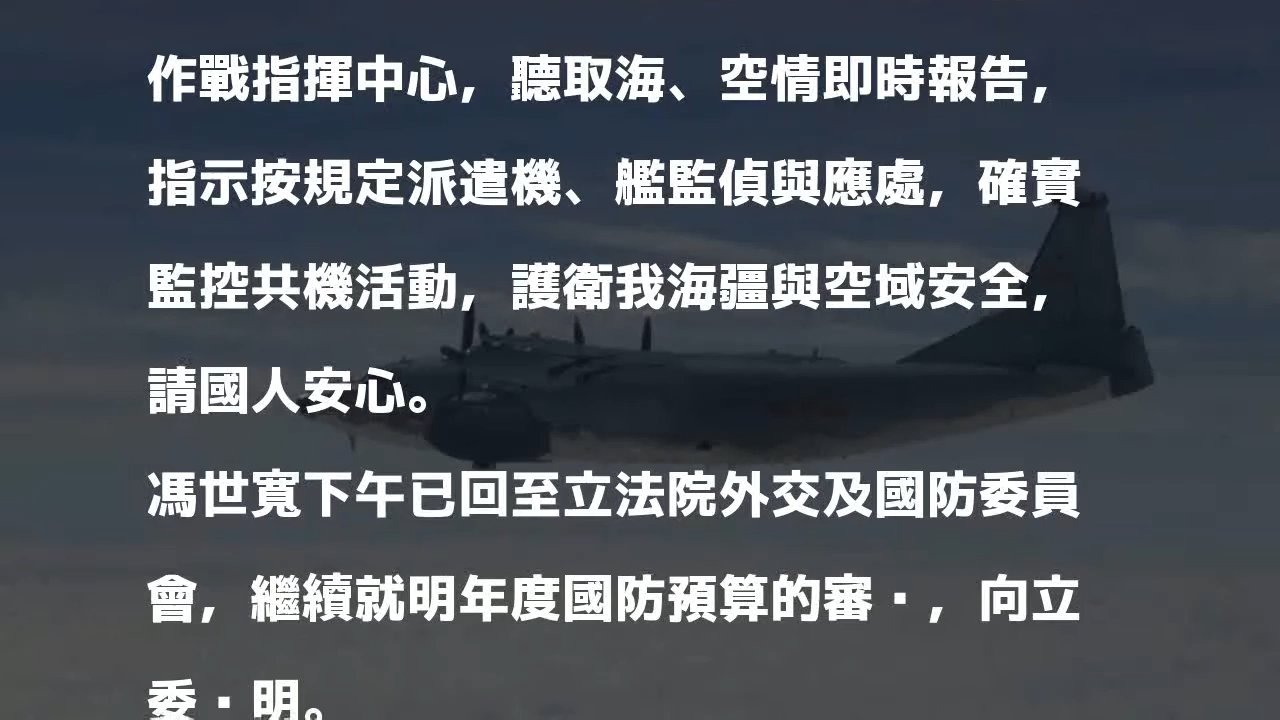 作戰指揮中心，聽取海、空情即時報告，
指示按規定派遣機、艦監偵與應處，確實
監控共機活動，護衛我海疆與空域安全，
請國人安心。
馮世寬下午已回至立法院外交及國防委員
會，繼續就明年度國防預算的審▪，向立
委▪明。